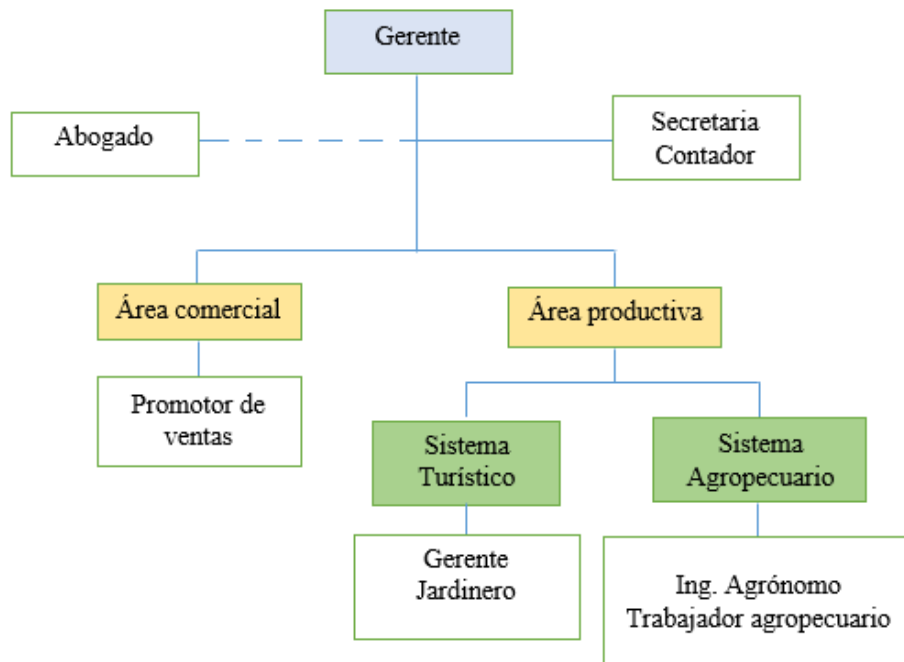 Gerente
Abogado
Secretaria
Contador
Área comercial
Área productiva
Promotor de
ventas
Sistema
Turístico
Sistema
Agropecuario
Gerente
Jardinero
Ing. Agrónomo
Trabajador agropecuario